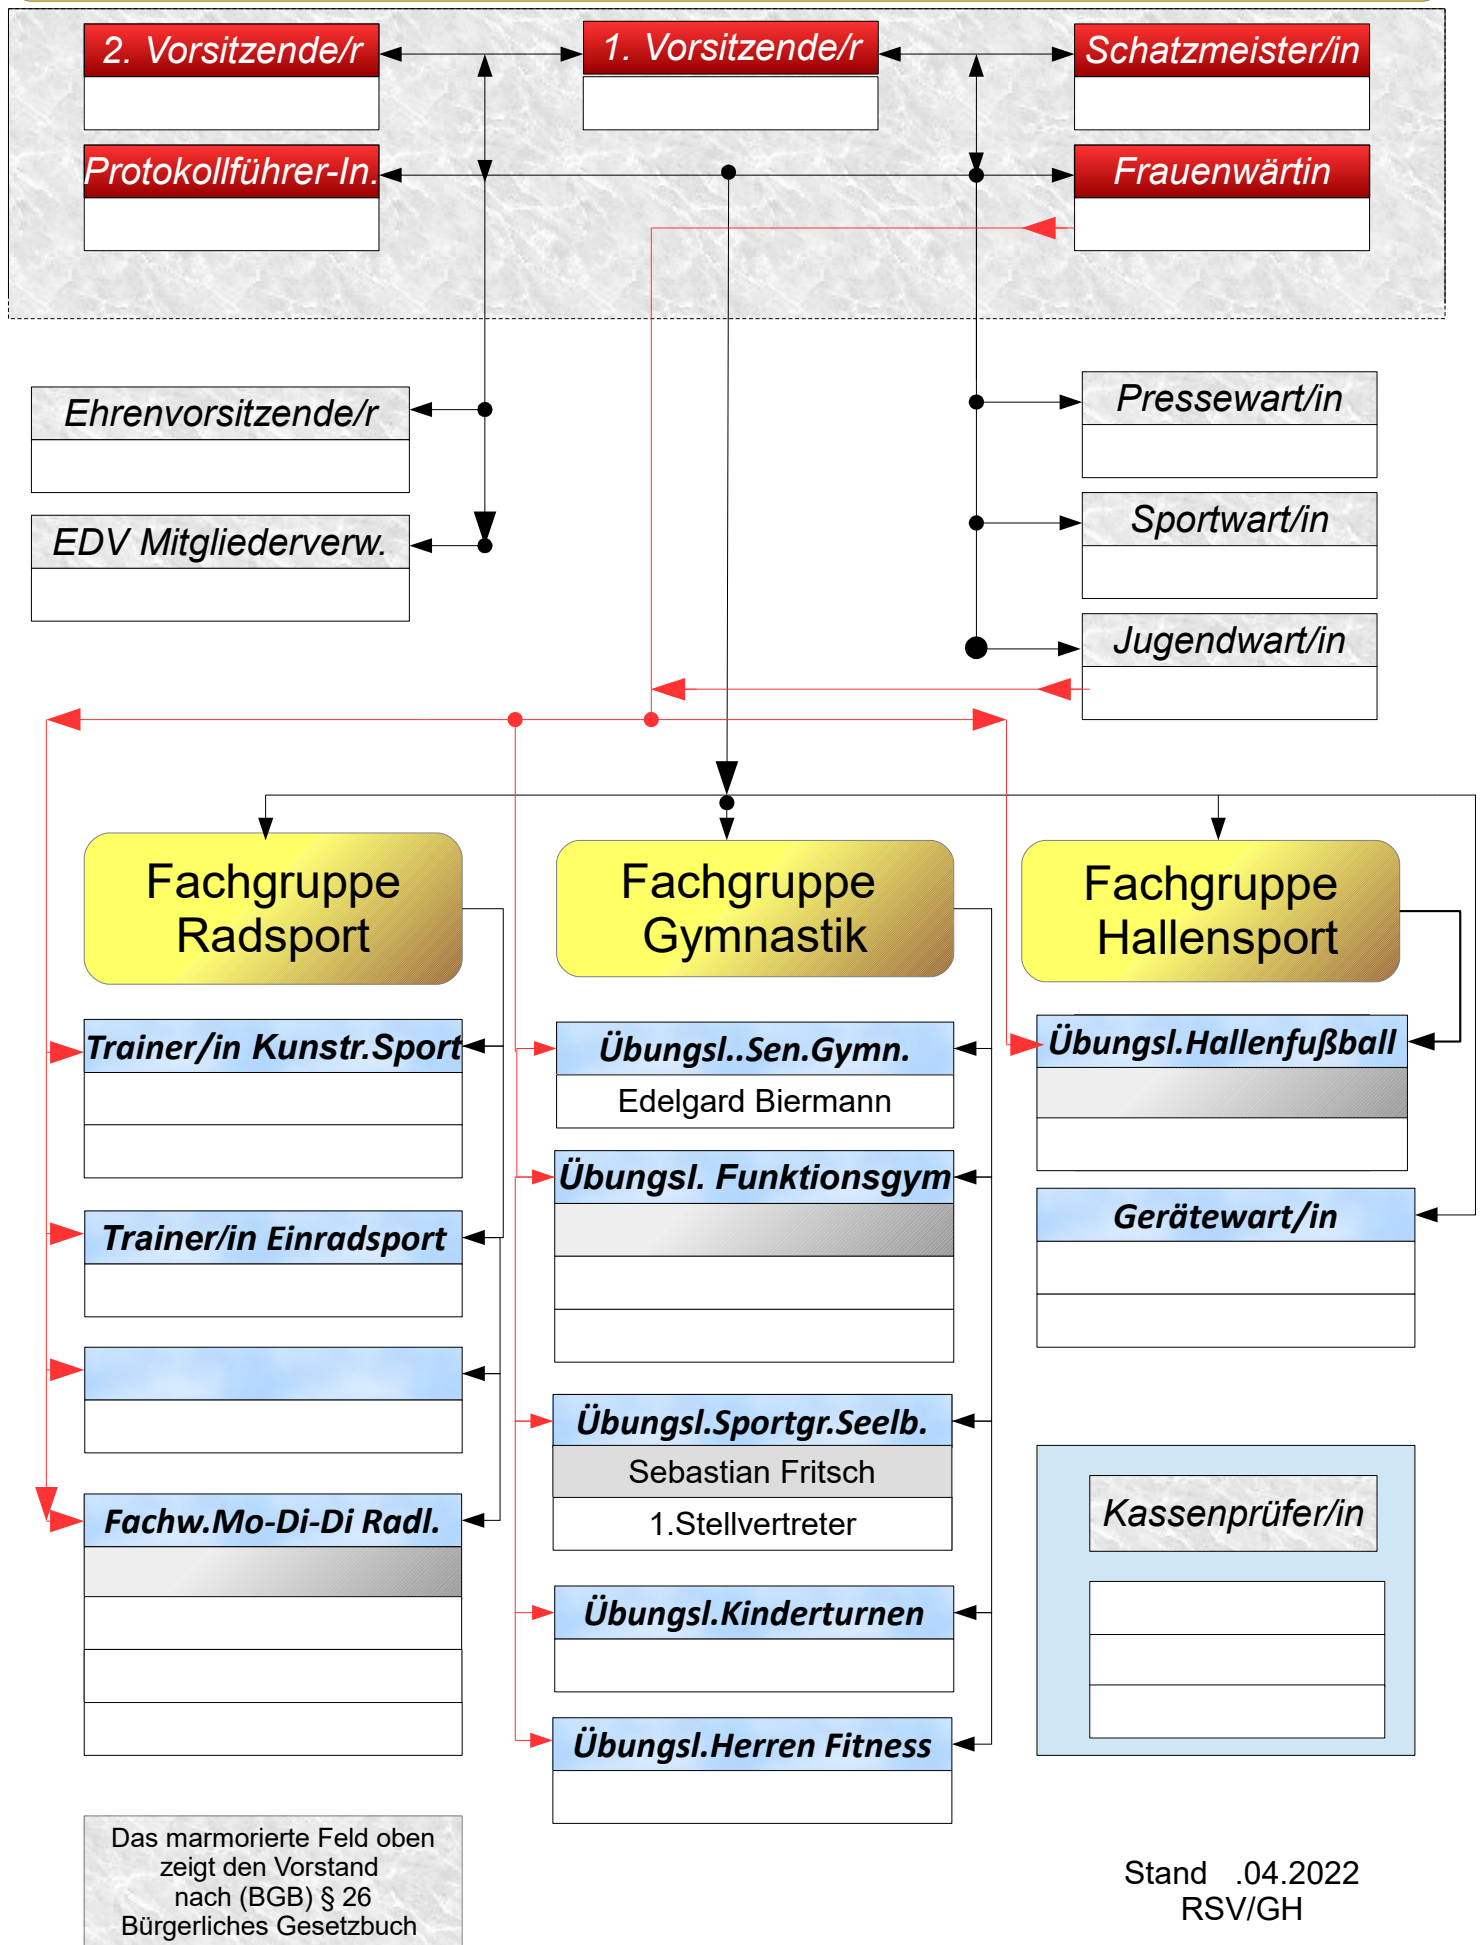 2. Vorsitzende/r
1. Vorsitzende/r
Schatzmeister/in
Protokollführer-In.
Frauenwärtin
Ehrenvorsitzende/r
Pressewart/in
EDV Mitgliederverw.
Sportwart/in
Jugendwart/in
Fachgruppe
Radsport
Fachgruppe
Gymnastik
Fachgruppe
Hallensport
Trainer/in Kunstr.Sport
Trainer/in Einradsport
Fachw.Mo-Di-Di Radl.
Übungsl..Sen.Gymn.
Edelgard Biermann
Übungsl. Funktionsgym
Übungsl.Sportgr.Seelb.
Sebastian Fritsch
1.Stellvertreter
Übungsl.Kinderturnen
Übungsl.Herren Fitness
Übungsl.Hallenfußball
Gerätewart/in
Kassenprüfer/in
Das marmorierte Feld oben
zeigt den Vorstand
nach (BGB) § 26
Bürgerliches Gesetzbuch
Stand .04.2022
RSV/GH